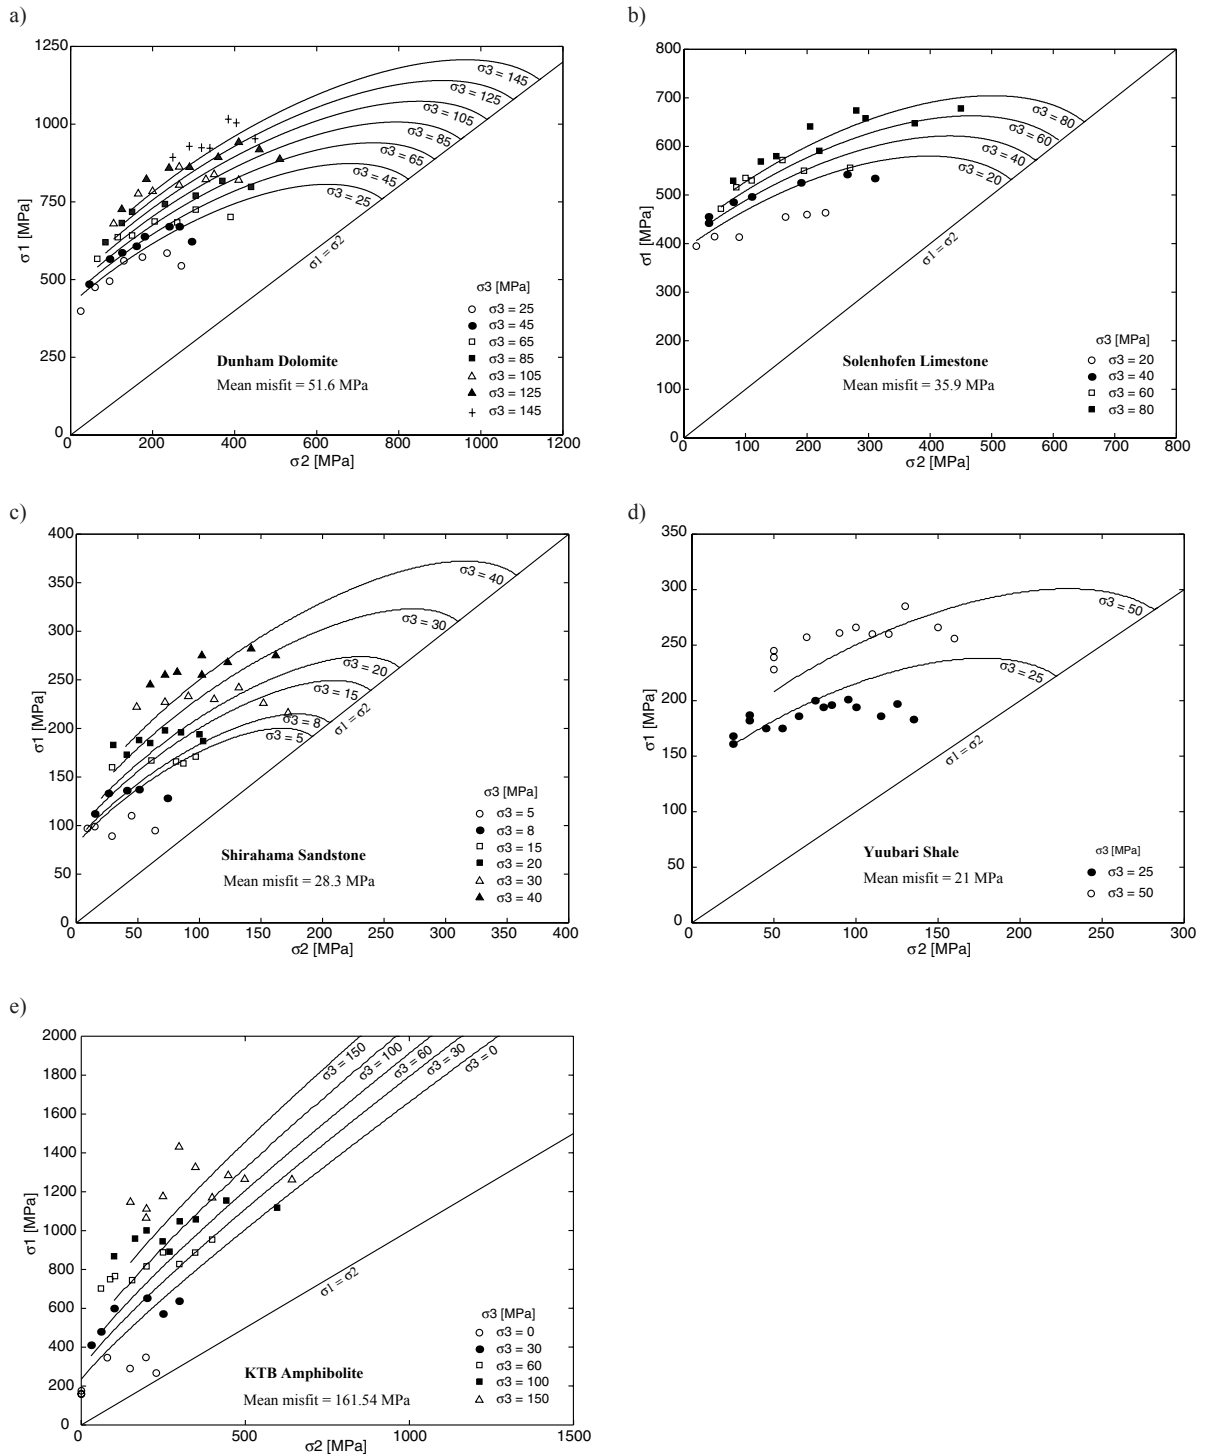 a)
1250
1000
750
500
250
0
0
200
400
600
800
1000
1200
σ1 [MPa]
σ2 [MPa]
σ3 = 145
σ3 = 125
σ3 = 105
σ3 = 85
σ3 = 65
σ3 = 45
σ3 = 25
σ1 = σ2
Dunham Dolomite
Mean misfit = 51.6 MPa
σ3 [MPa]
σ3 = 25
σ3 = 45
σ3 = 65
σ3 = 85
σ3 = 105
σ3 = 125
σ3 = 145
b)
800
700
600
500
400
300
200
100
0
0
100
200
300
400
500
600
700
800
σ1 [MPa]
σ2 [MPa]
σ3 = 80
σ3 = 60
σ3 = 40
σ3 = 20
σ1 = σ2
Solenhofen Limestone
Mean misfit = 35.9 MPa
σ3 [MPa]
σ3 = 20
σ3 = 40
σ3 = 60
σ3 = 80
c)
400
350
300
250
200
150
100
50
0
0
50
100
150
200
250
300
350
400
σ1 [MPa]
σ2 [MPa]
σ3 = 40
σ3 = 30
σ3 = 20
σ3 = 15
σ3 = 8
σ3 = 5
σ1 = σ2
Shirahama Sandstone
Mean misfit = 28.3 MPa
σ3 [MPa]
σ3 = 5
σ3 = 8
σ3 = 15
σ3 = 20
σ3 = 30
σ3 = 40
d)
350
300
250
200
150
100
50
0
0
50
100
150
200
250
300
σ1 [MPa]
σ2 [MPa]
σ3 = 50
σ3 = 25
σ1 = σ2
Yuubari Shale
Mean misfit = 21 MPa
σ3 [MPa]
σ3 = 25
σ3 = 50
e)
2000
1800
1600
1400
1200
1000
800
600
400
200
0
0
500
1000
1500
σ1 [MPa]
σ2 [MPa]
σ3 = 150
σ3 = 100
σ3 = 60
σ3 = 30
σ3 = 0
σ1 = σ2
KTB Amphibolite
Mean misfit = 161.54 MPa
σ3 [MPa]
σ3 = 0
σ3 = 30
σ3 = 60
σ3 = 100
σ3 = 150